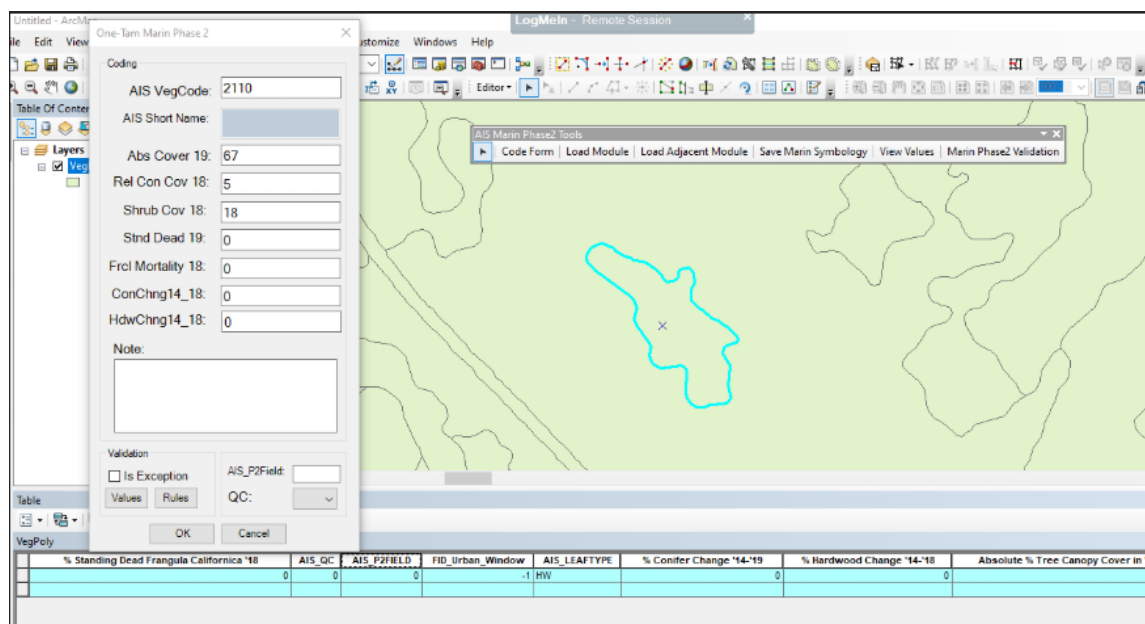 Untitled - ArcMa
LogMeIn - Remote Session
ile Edit View
ustomize Windows Help
One-Tam Marin Phase 2
Coding
AIS VegCode: 2110
AIS Short Name:
Abs Cover 19: 67
Rel Con Cov 18: 5
Shrub Cov 18: 18
Stnd Dead 19: 0
Frcl Mortality 18: 0
ConChng14_18: 0
HdwChng14_18: 0
Note:
Validation
Is Exception
AIS_P2Field:
Values Rules
QC:
OK Cancel
Editor
Table Of Conter
Layers
Veg
AIS Marin Phase2 Tools
Code Form Load Module Load Adjacent Module Save Marin Symbology View Values Marin Phase2 Validation
Table
VegPoly
% Standing Dead Frangula Californica '18 AIS_QC AIS_P2FIELD FID_Urban_Window AIS_LEAFTYPE % Conifer Change '14-'19 % Hardwood Change '14-'18 Absolute % Tree Canopy Cover in
0 0 0 -1 HW 0 0